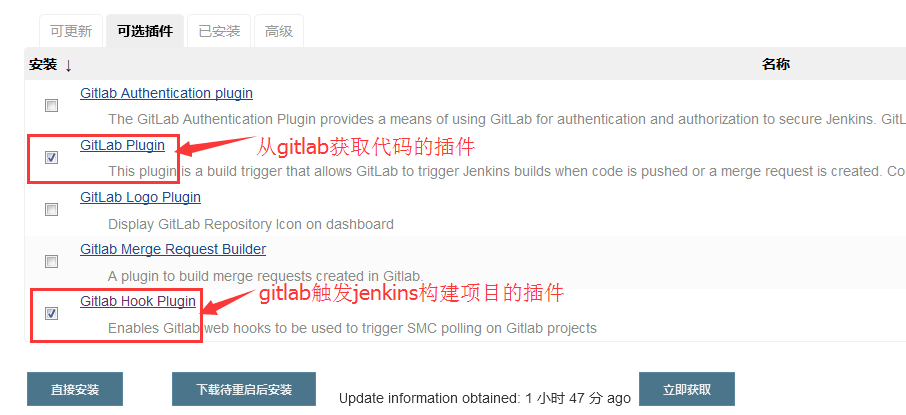 可更新 可选插件 已安装 高级
安装 ↓ 名称
Gitlab Authentication plugin
The GitLab Authentication Plugin provides a means of using GitLab for authentication and authorization to secure Jenkins. GitL
GitLab Plugin
从gitlab获取代码的插件
This plugin is a build trigger that allows GitLab to trigger Jenkins builds when code is pushed or a merge request is created. Co
GitLab Logo Plugin
Display GitLab Repository Icon on dashboard
Gitlab Merge Request Builder
A plugin to build merge requests created in Gitlab.
gitlab触发jenkins构建项目的插件
Gitlab Hook Plugin
Enables Gitlab web hooks to be used to trigger SMC polling on Gitlab projects
直接安装 下载待重启后安装 Update information obtained: 1 小时 47 分 ago 立即获取